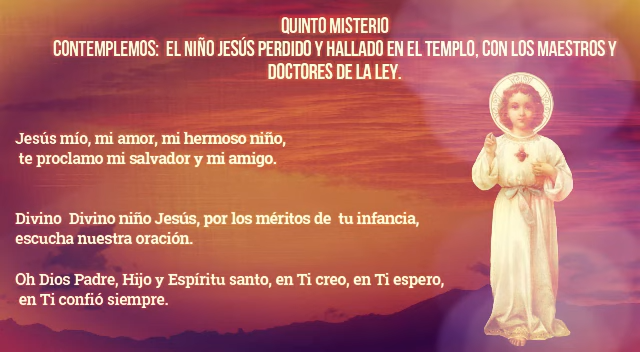 QUINTO MISTERIO
CONTEMPLEMOS: EL NIÑO JESÚS PERDIDO Y HALLADO EN EL TEMPLO, CON LOS MAESTROS Y
DOCTORES DE LA LEY.
Jesús mío, mi amor, mi hermoso niño,
te proclamo mi salvador y mi amigo.
Divino Divino niño Jesús, por los méritos de tu infancia,
escucha nuestra oración.
Oh Dios Padre, Hijo y Espíritu santo, en Ti creo, en Ti espero,
en Ti confió siempre.